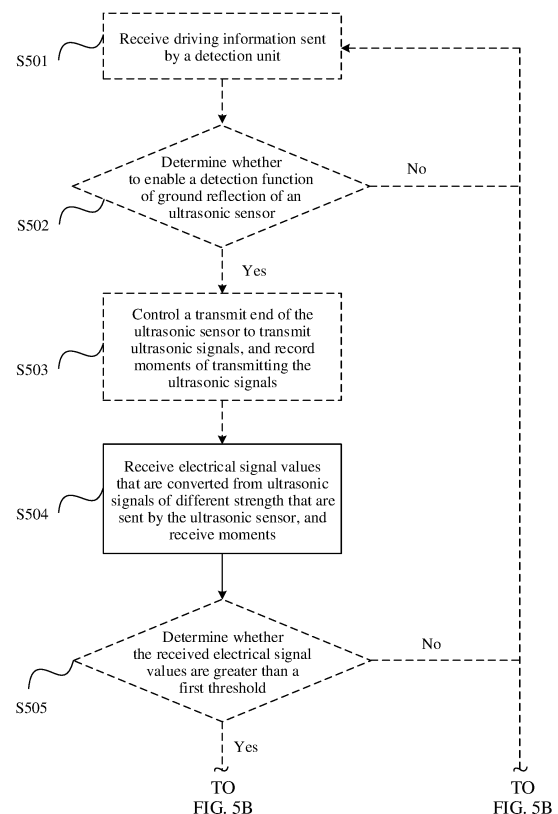 Receive driving information sent
by a detection unit
S501
Determine whether
to enable a detection function
of ground reflection of an
ultrasonic sensor
No
S502
Yes
Control a transmit end of the
ultrasonic sensor to transmit
ultrasonic signals, and record
moments of transmitting the
ultrasonic signals
S503
Receive electrical signal values
that are converted from ultrasonic
signals of different strength that are
sent by the ultrasonic sensor, and
receive moments
S504
Determine whether
the received electrical signal
values are greater than a
first threshold
No
S505
Yes
TO
FIG. 5B
TO
FIG. 5B